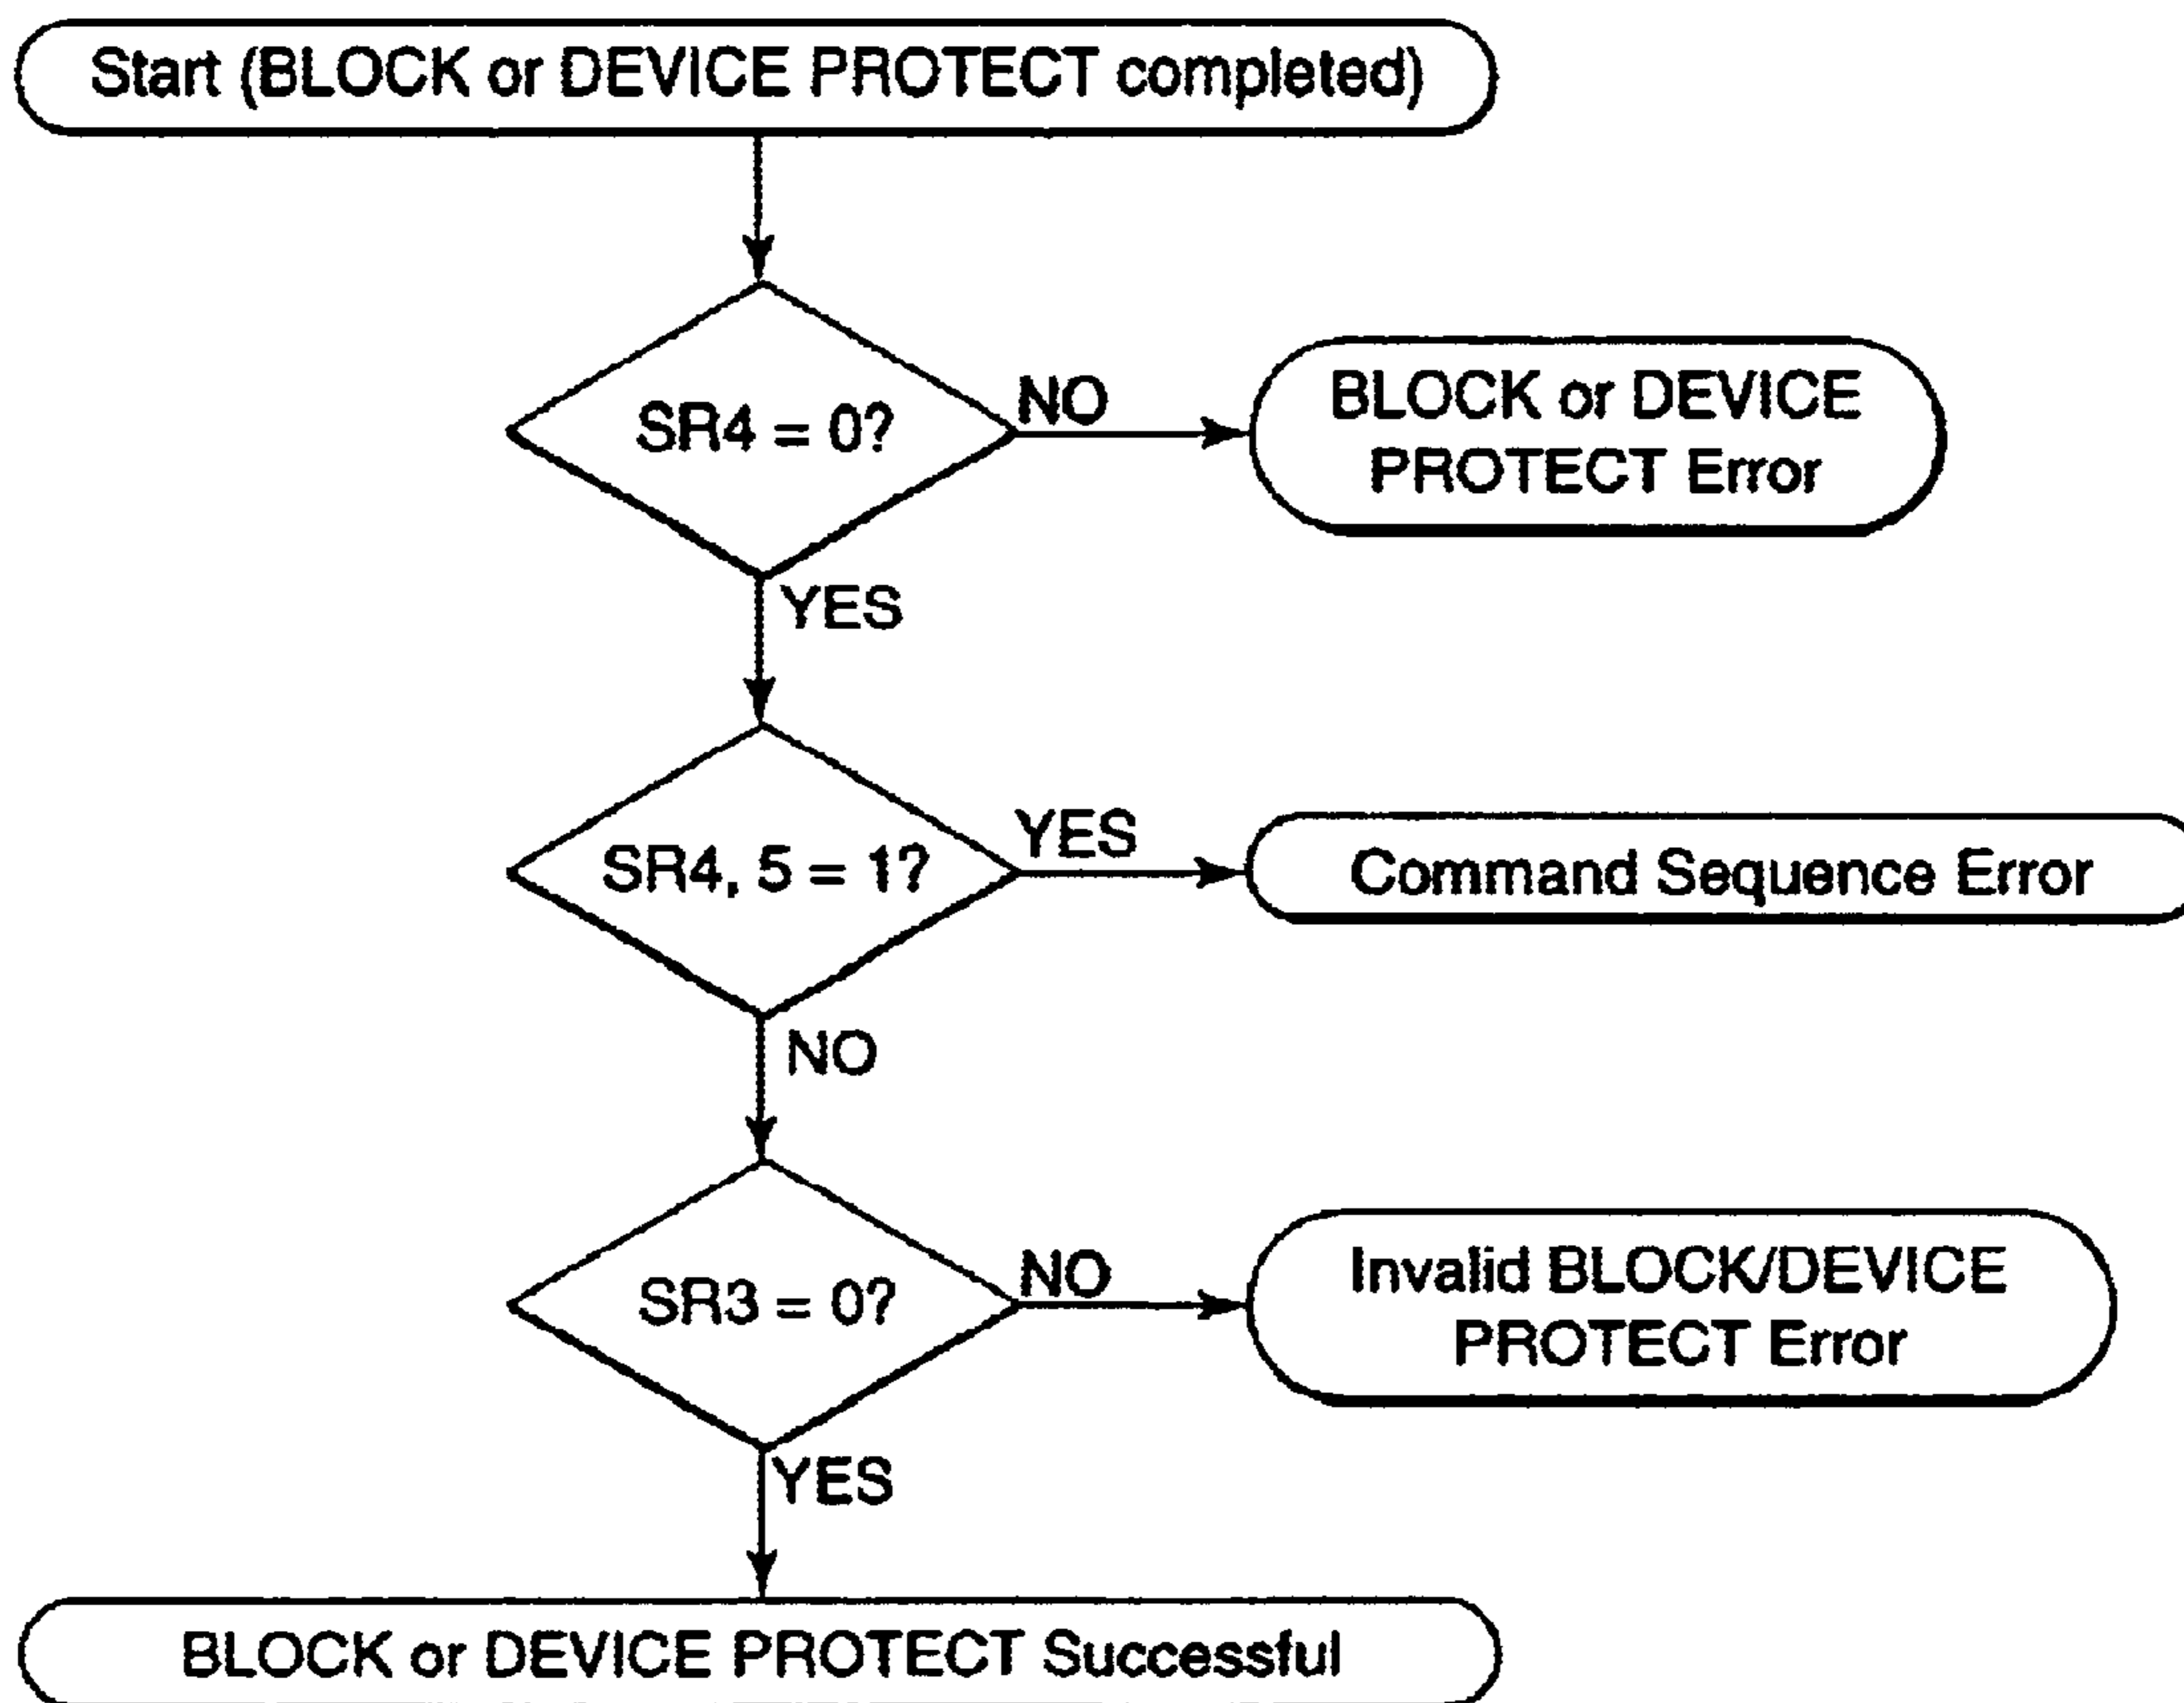 Start (BLOCK or DEVICE PROTECT completed)
SR4 = 0?
NO
BLOCK or DEVICE
PROTECT Error
YES
SR4, 5 = 1?
YES
Command Sequence Error
NO
SR3 = 0?
NO
Invalid BLOCK/DEVICE
PROTECT Error
YES
BLOCK or DEVICE PROTECT Successful